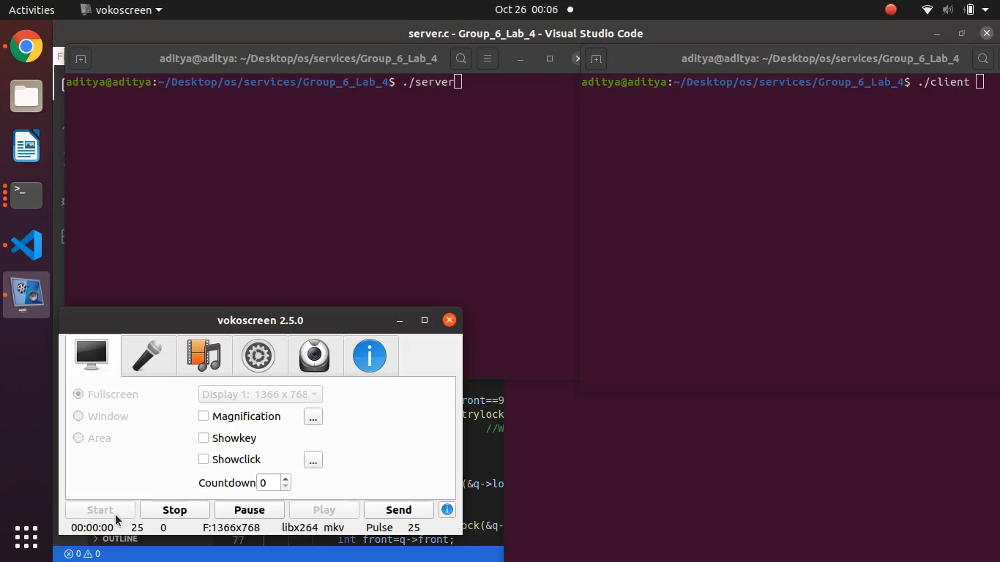 Activities
vokoscreen
Oct 26 00:06
server.c - Group_6_Lab_4 - Visual Studio Code
aditya@aditya: ~/Desktop/os/services/Group_6_Lab_4
aditya@aditya: ~/Desktop/os/services/Group_6_Lab_4
aditya@aditya:~/Desktop/os/services/Group_6_Lab_4$ ./server
aditya@aditya:~/Desktop/os/services/Group_6_Lab_4$ ./client
vokoscreen 2.5.0
Fullscreen
Display 1: 1366 x 768
Window
Magnification
...
Area
Showkey
Showclick
...
Countdown 0
Start
Stop
Pause
Play
Send
00:00:00 25 0 F:1366x768 libx264 mkv Pulse 25
ront==9
trylock
//W
(&q->lo
ock(&q-
OUTLINE
77 int front=q->front;
0 0